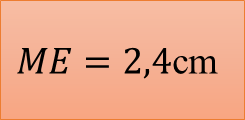 ME = 2,4cm